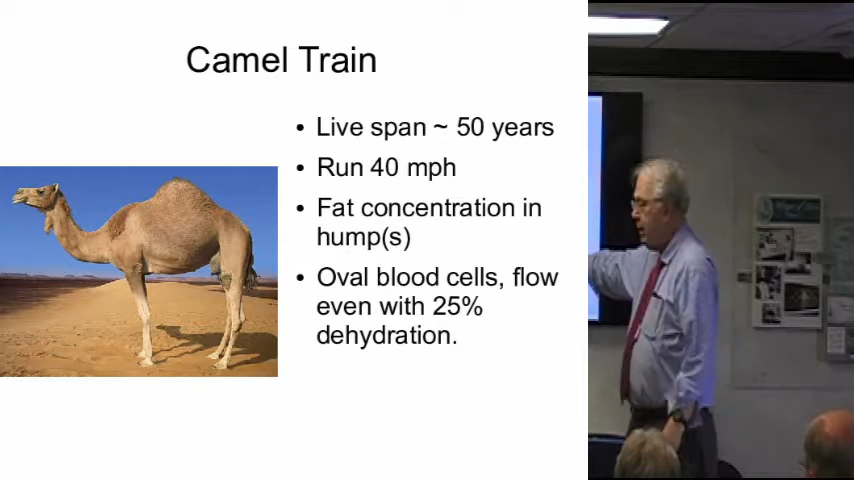 Camel Train
• Live span ~ 50 years
• Run 40 mph
• Fat concentration in
hump(s)
• Oval blood cells, flow
even with 25%
dehydration.